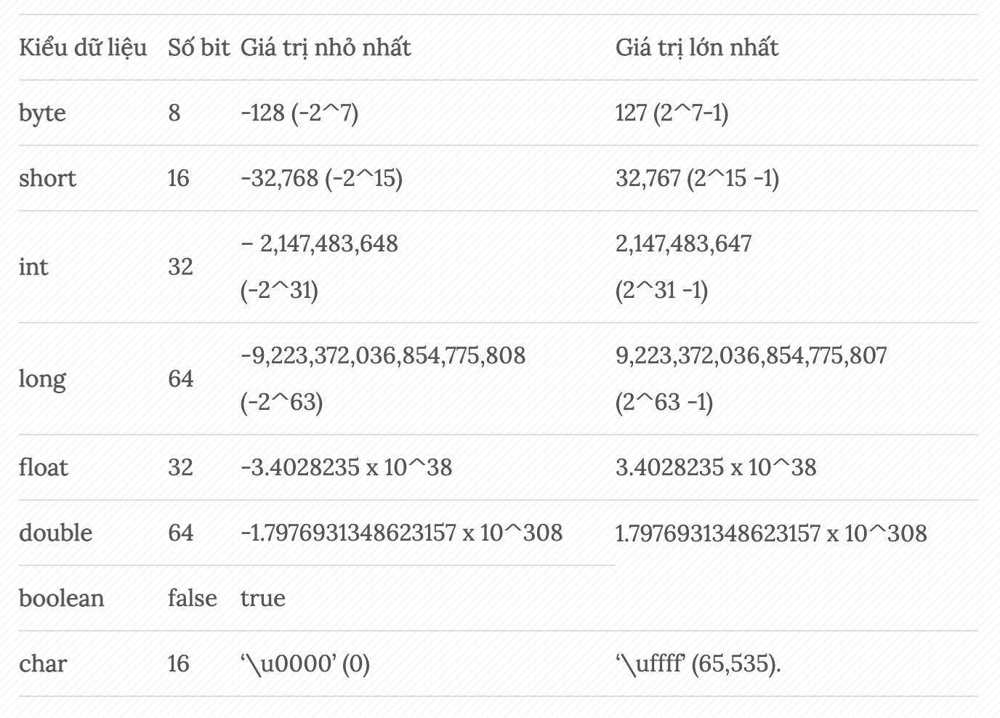 Kiểu dữ liệu Số bit Giá trị nhỏ nhất Giá trị lớn nhất
byte 8 -128 (-2^7) 127 (2^7-1)
short 16 -32,768 (-2^15) 32,767 (2^15 -1)
int 32 – 2,147,483,648 2,147,483,647
(-2^31) (2^31 -1)
long 64 -9,223,372,036,854,775,808 9,223,372,036,854,775,807
(-2^63) (2^63 -1)
float 32 -3.4028235 x 10^38 3.4028235 x 10^38
double 64 -1.7976931348623157 x 10^308 1.7976931348623157 x 10^308
boolean false true
char 16 ‘\u0000’ (0) ‘\uffff’ (65,535).